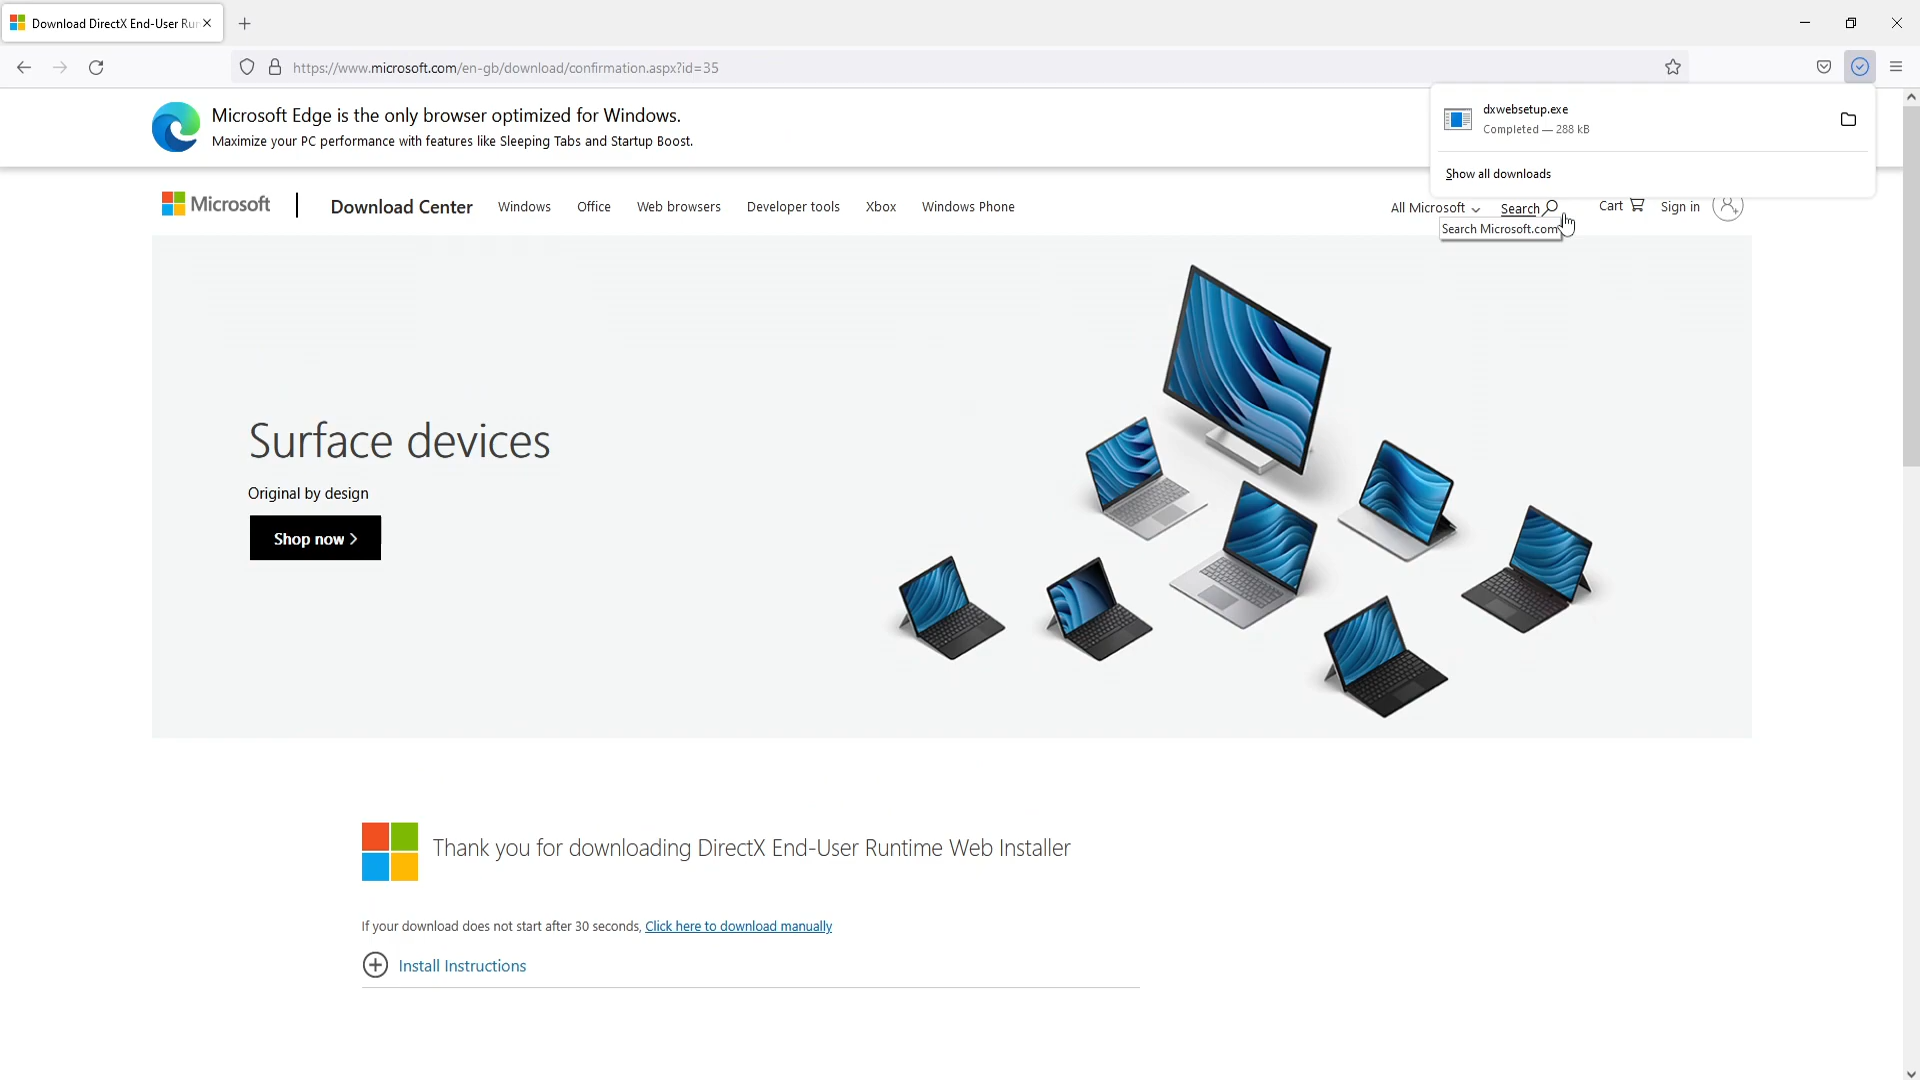 Download DirectX End-User Ru
https://www.microsoft.com/en-gb/download/confirmation.aspx?id=35
Microsoft Edge is the only browser optimized for Windows.
Maximize your PC performance with features like Sleeping Tabs and Startup Boost.
dxwebsetup.exe
Completed — 288 kB
Show all downloads
Microsoft
Download Center
Windows
Office
Web browsers
Developer tools
Xbox
Windows Phone
All Microsoft
Search
Cart
Sign in
Search Microsoft.com
Surface devices
Original by design
Shop now
Thank you for downloading DirectX End-User Runtime Web Installer
If your download does not start after 30 seconds, Click here to download manually
Install Instructions